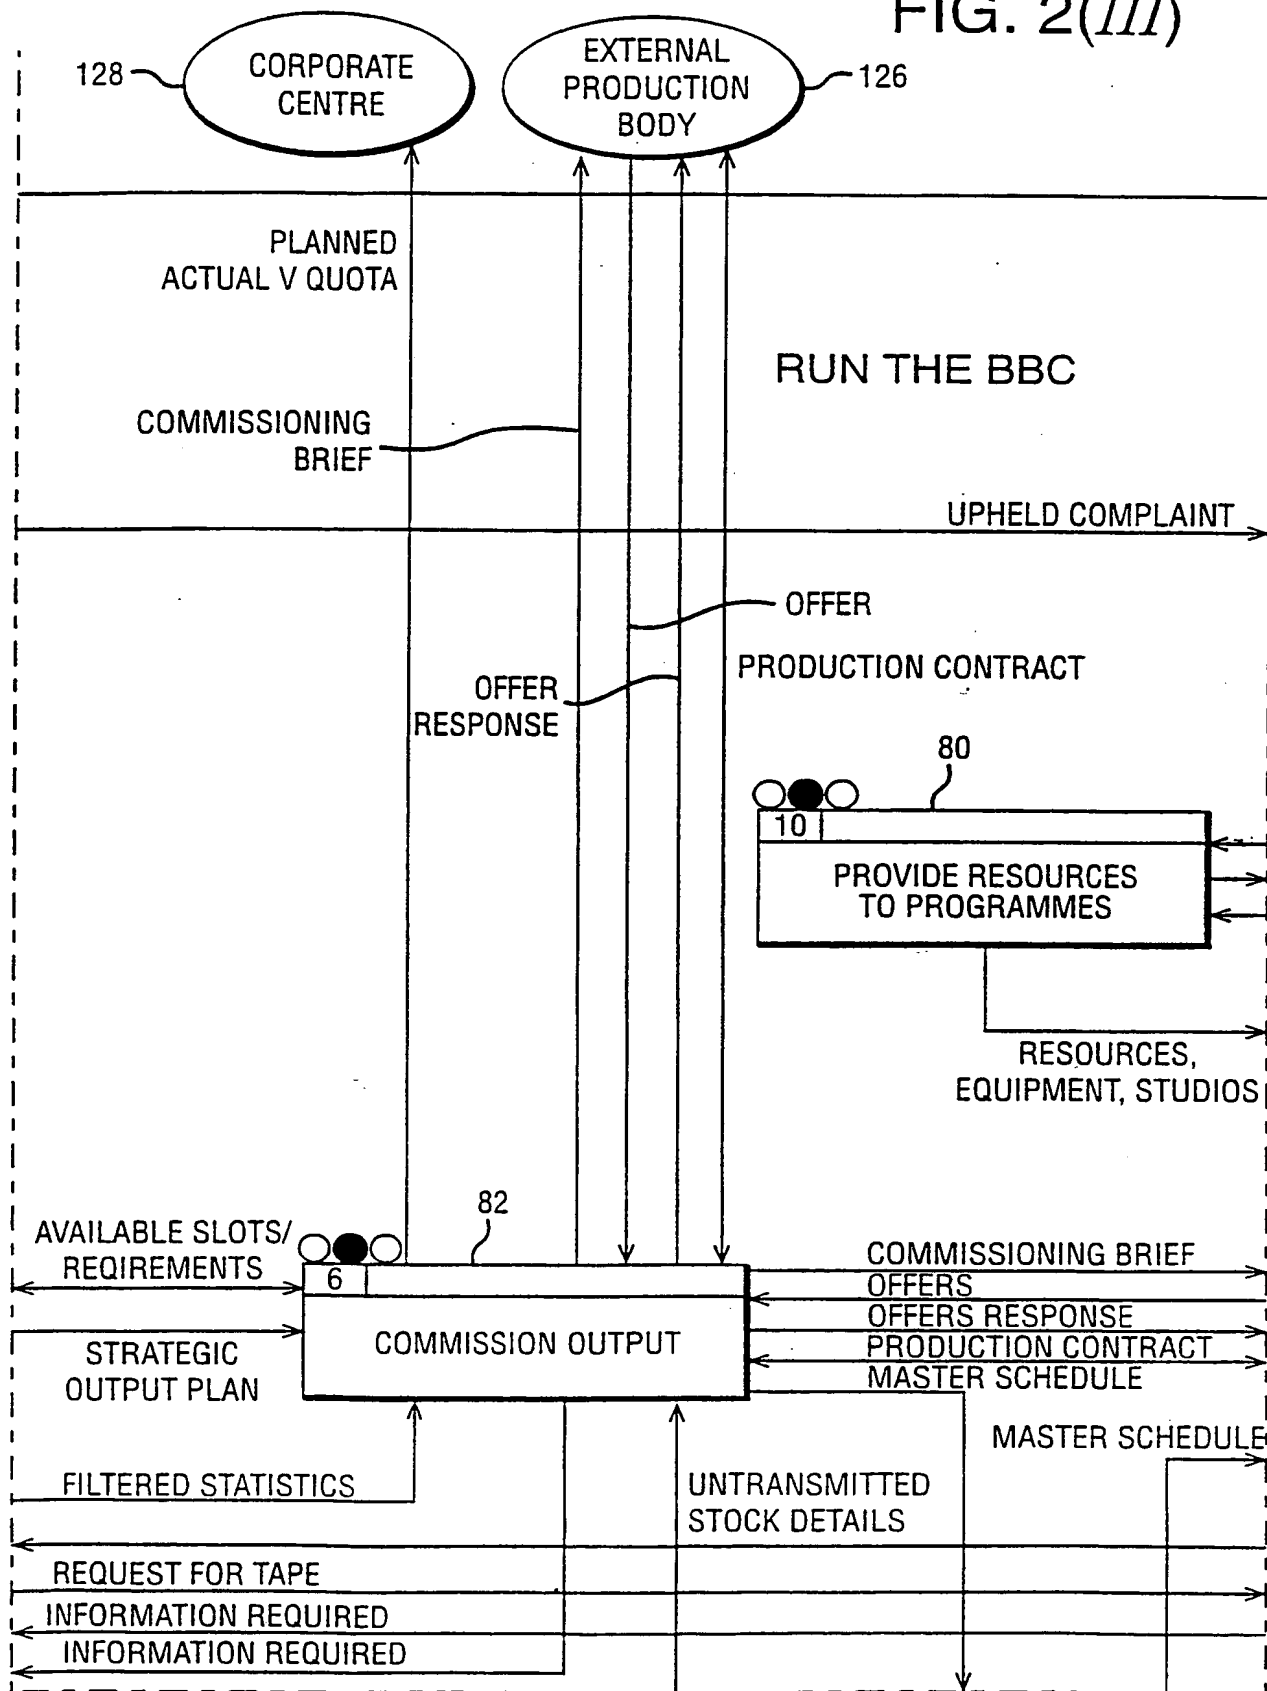 FIG. 2(III)
128
CORPORATE
CENTRE
EXTERNAL
PRODUCTION
BODY
126
PLANNED
ACTUAL V QUOTA
RUN THE BBC
COMMISSIONING
BRIEF
UPHELD COMPLAINT
OFFER
PRODUCTION CONTRACT
OFFER
RESPONSE
80
10
PROVIDE RESOURCES
TO PROGRAMMES
RESOURCES,
EQUIPMENT, STUDIOS
82
AVAILABLE SLOTS/
REQIREMENTS
6
COMMISSION OUTPUT
COMMISSIONING BRIEF
OFFERS
OFFERS RESPONSE
PRODUCTION CONTRACT
MASTER SCHEDULE
STRATEGIC
OUTPUT PLAN
MASTER SCHEDULE
FILTERED STATISTICS
UNTRANSMITTED
STOCK DETAILS
REQUEST FOR TAPE
INFORMATION REQUIRED
INFORMATION REQUIRED